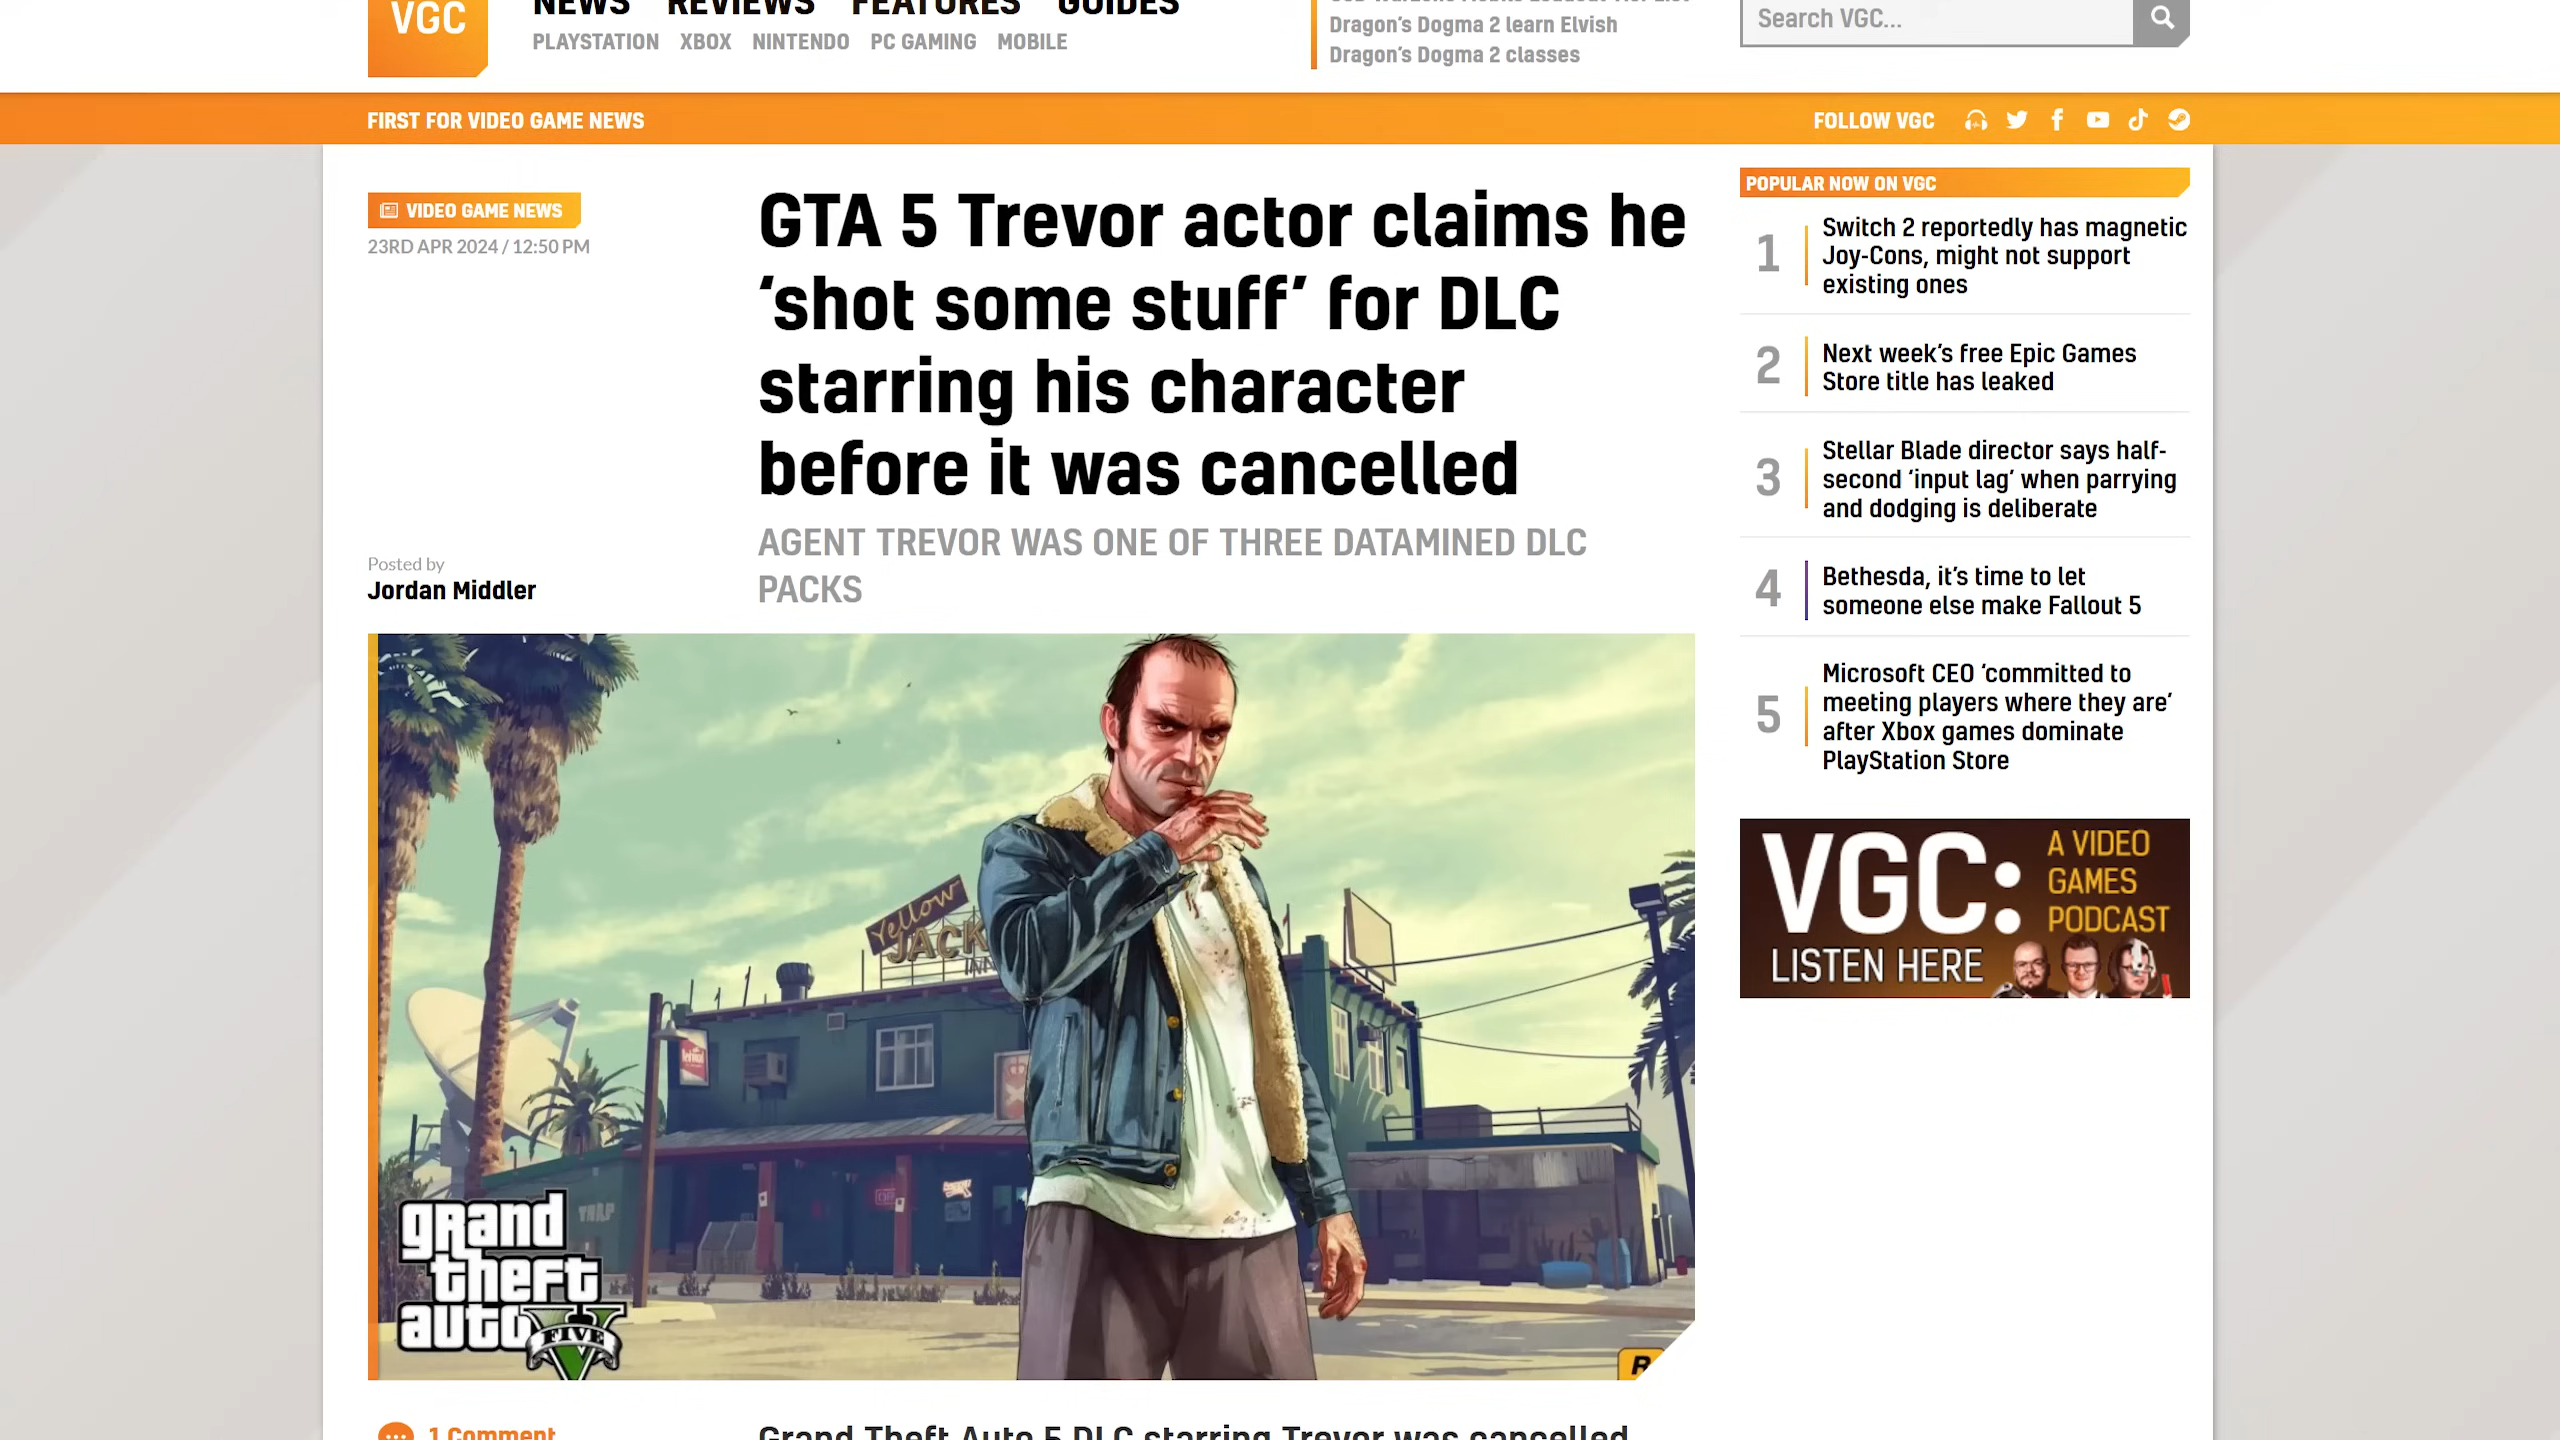 VGC
NEWS REVIEWS FEATURES GUIDES
PLAYSTATION XBOX NINTENDO PC GAMING MOBILE
Dragon's Dogma 2 learn Elvish
Dragon's Dogma 2 classes
Search VGC...
FIRST FOR VIDEO GAME NEWS
FOLLOW VGC
VIDEO GAME NEWS
23RD APR 2024 / 12:50 PM
GTA 5 Trevor actor claims he
‘shot some stuff’ for DLC
starring his character
before it was cancelled
AGENT TREVOR WAS ONE OF THREE DATAMINED DLC
PACKS
Posted by
Jordan Middler
Yellow
JACK
INN
grand
theft
auto
FIVE
R
1 Comment
Grand Theft Auto 5 DLC starring Trevor was cancelled
POPULAR NOW ON VGC
1
Switch 2 reportedly has magnetic
Joy-Cons, might not support
existing ones
2
Next week’s free Epic Games
Store title has leaked
3
Stellar Blade director says half-
second ‘input lag’ when parrying
and dodging is deliberate
4
Bethesda, it’s time to let
someone else make Fallout 5
5
Microsoft CEO ‘committed to
meeting players where they are’
after Xbox games dominate
PlayStation Store
VGC:
A VIDEO
GAMES
PODCAST
LISTEN HERE